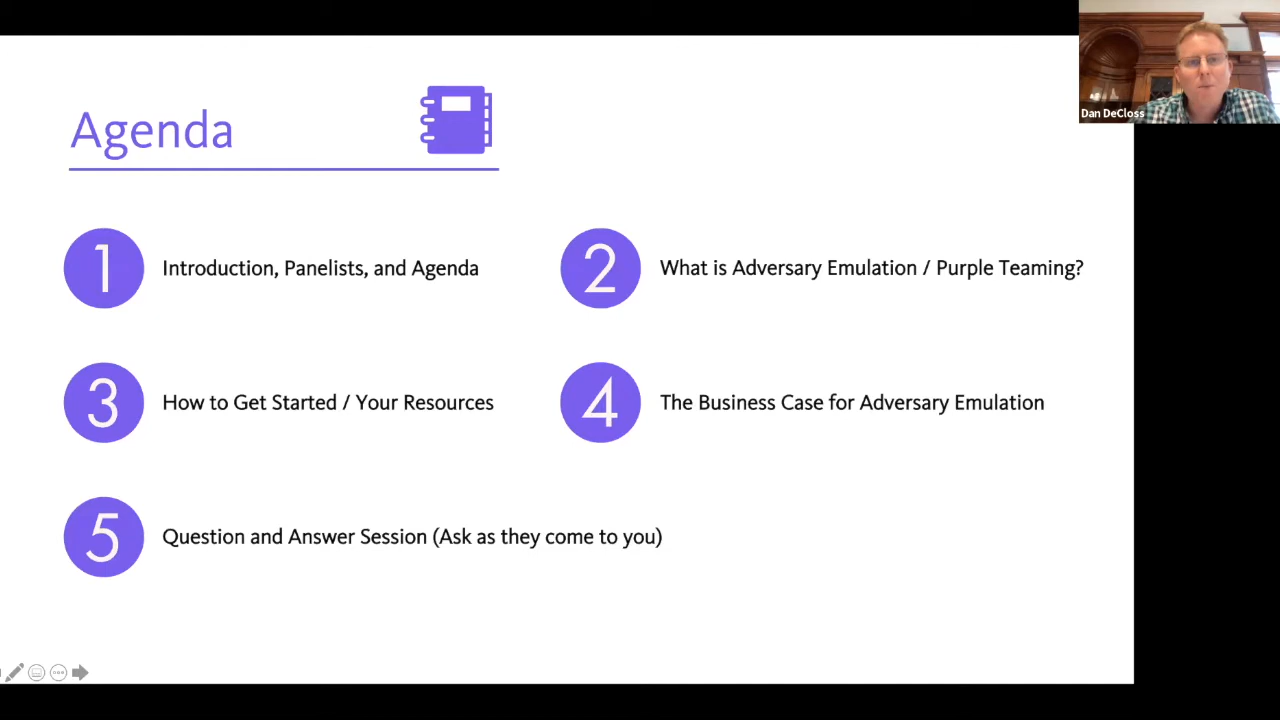 Agenda
Dan DeCloss
1 Introduction, Panelists, and Agenda
2 What is Adversary Emulation / Purple Teaming?
3 How to Get Started / Your Resources
4 The Business Case for Adversary Emulation
5 Question and Answer Session (Ask as they come to you)